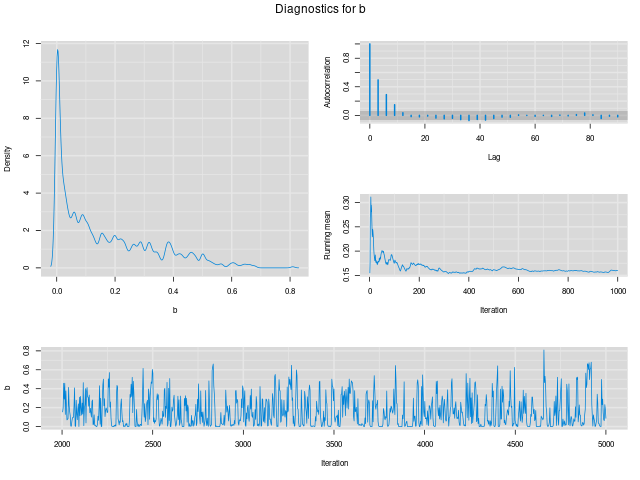 Diagnostics for b
Density
0 2 4 6 8 10 12
0.0 0.2 0.4 0.6 0.8
b
Autocorrelation
0.0 0.4 0.8
0 20 40 60 80
Lag
Running mean
0.15 0.20 0.25 0.30
0 200 400 600 800 1000
Iteration
b
0.0 0.2 0.4 0.6 0.8
2000 2500 3000 3500 4000 4500 5000
Iteration